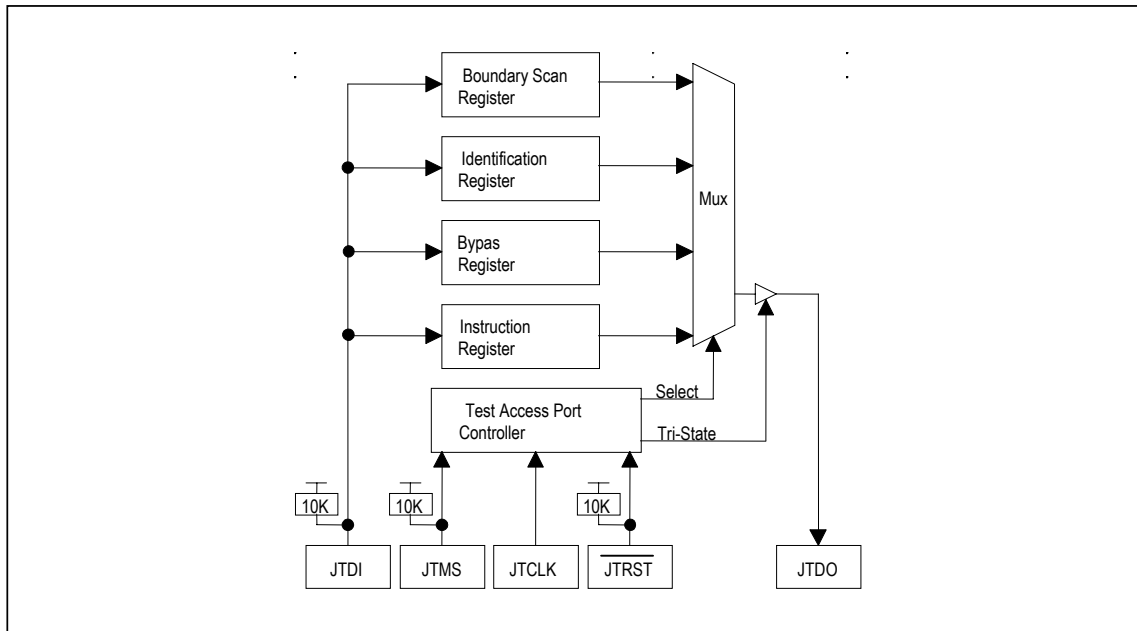 Boundary Scan
Register
Identification
Register
Mux
Bypas
Register
Instruction
Register
Select
Test Access Port
Controller
Tri-State
10K
10K
10K
JTDI
JTMS
JTCLK
JTRST
JTDO